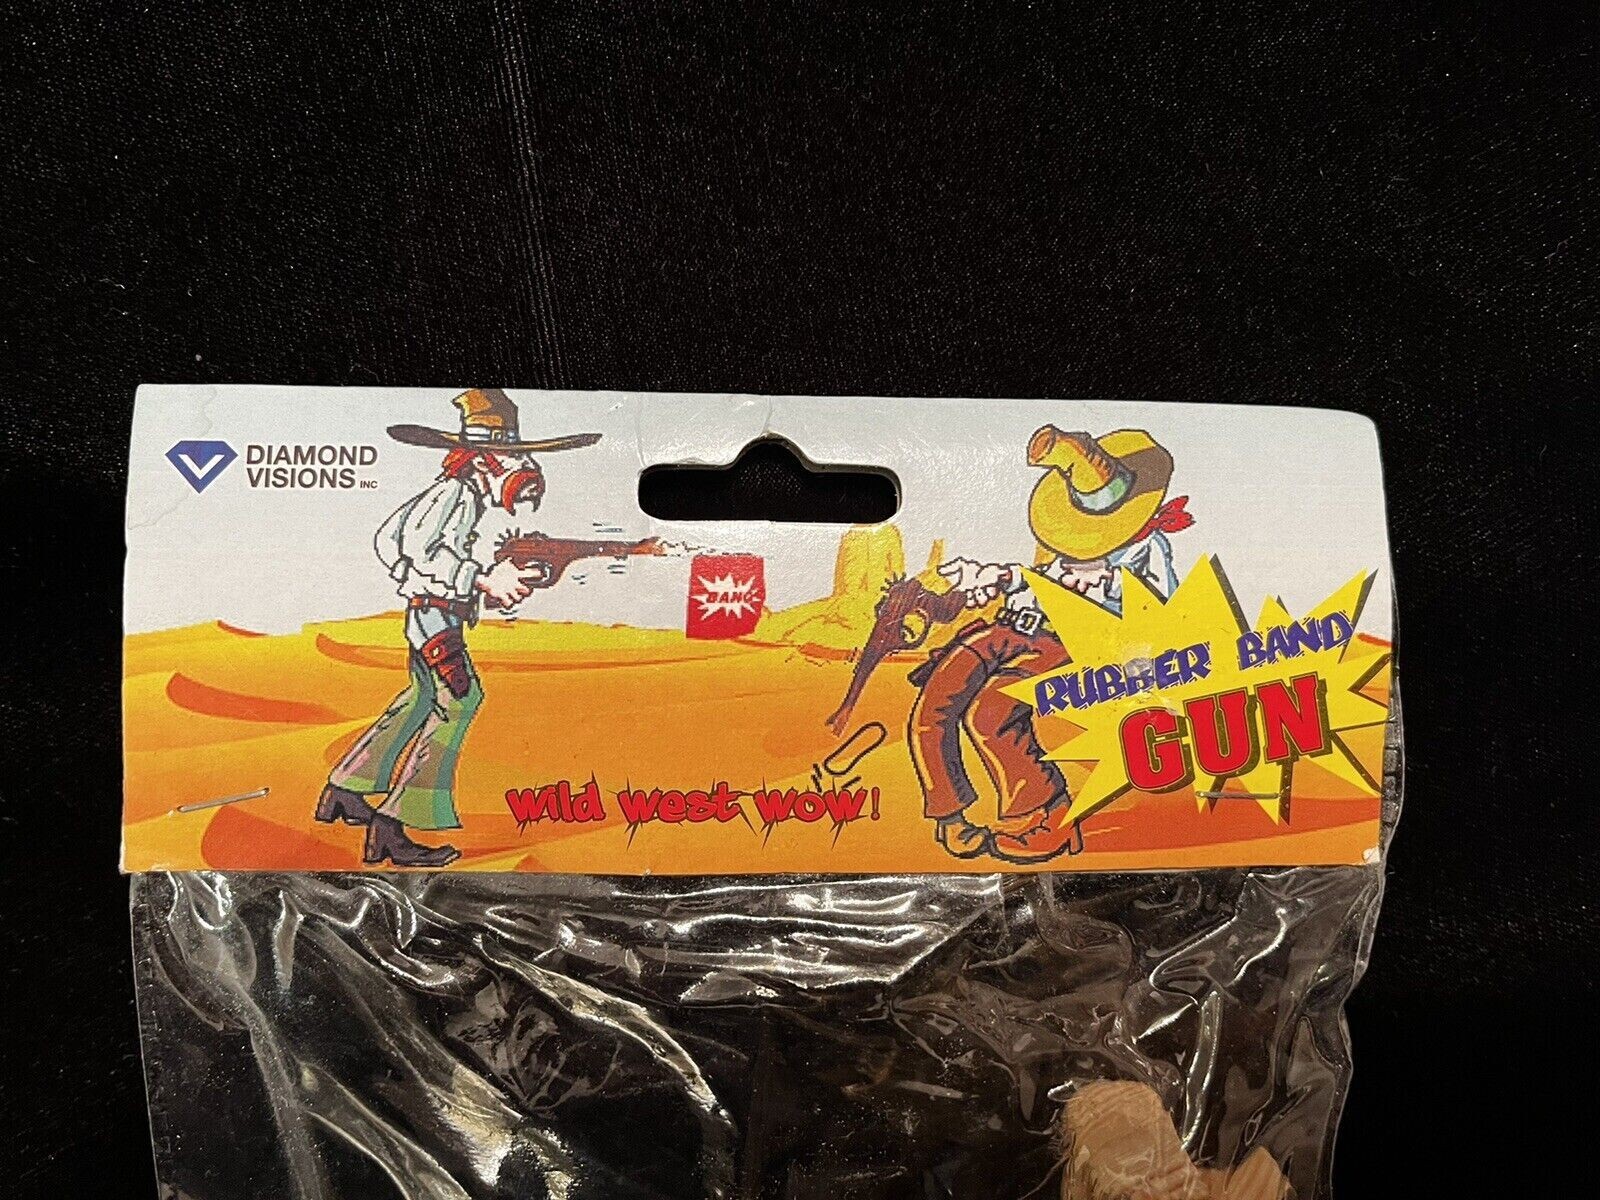 DIAMOND
VISIONS INC
BANG
RUBBER BAND
GUN
wild west wow!